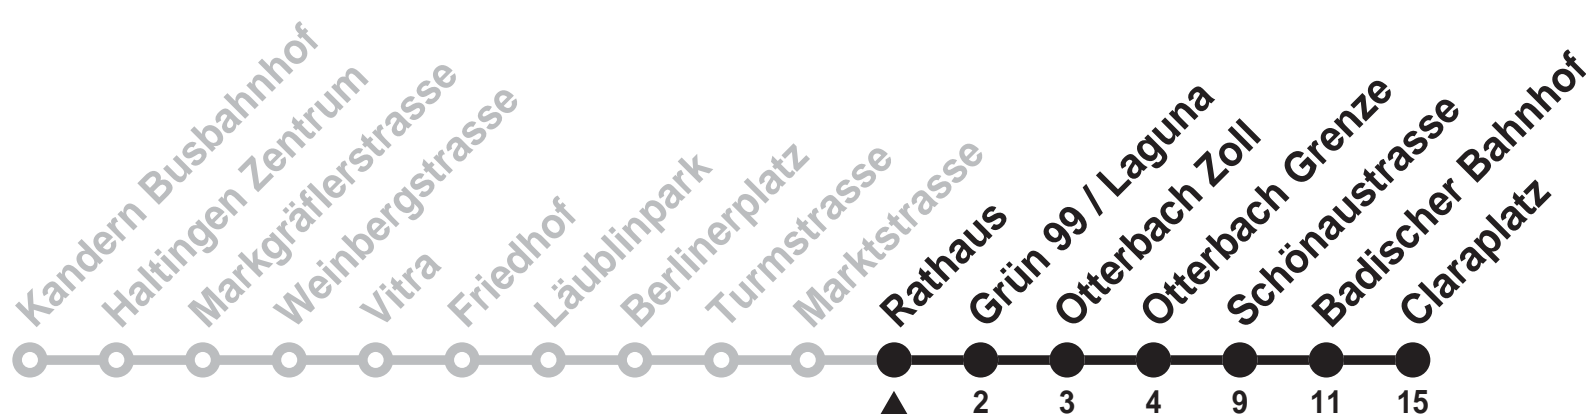 Kandern Busbahnhof
Haltingen Zentrum
Markgräflerstrasse
Weinbergstrasse
Vitra
Friedhof
Läublinpark
Berlinerplatz
Turmstrasse
Marktstrasse
Rathaus
Grün 99 / Laguna
Otterbach Zoll
Otterbach Grenze
Schönaustrasse
Badischer Bahnhof
Claraplatz
2 3 4 9 11 15